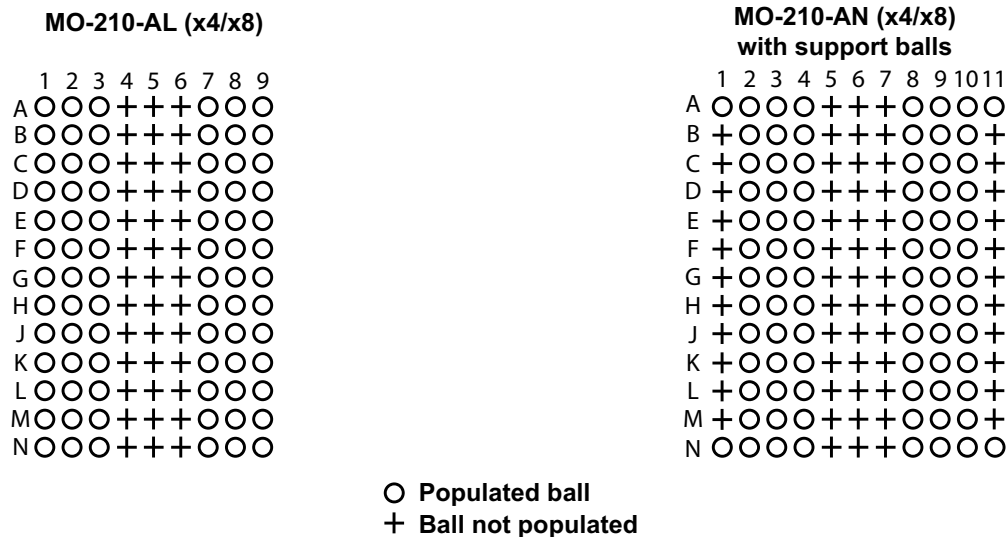 MO-210-AL (x4/x8)
1 2 3 4 5 6 7 8 9
A
B
C
D
E
F
G
H
J
K
L
M
N
MO-210-AN (x4/x8)
with support balls
1 2 3 4 5 6 7 8 9 10 11
A
B
C
D
E
F
G
H
J
K
L
M
N
Populated ball
Ball not populated